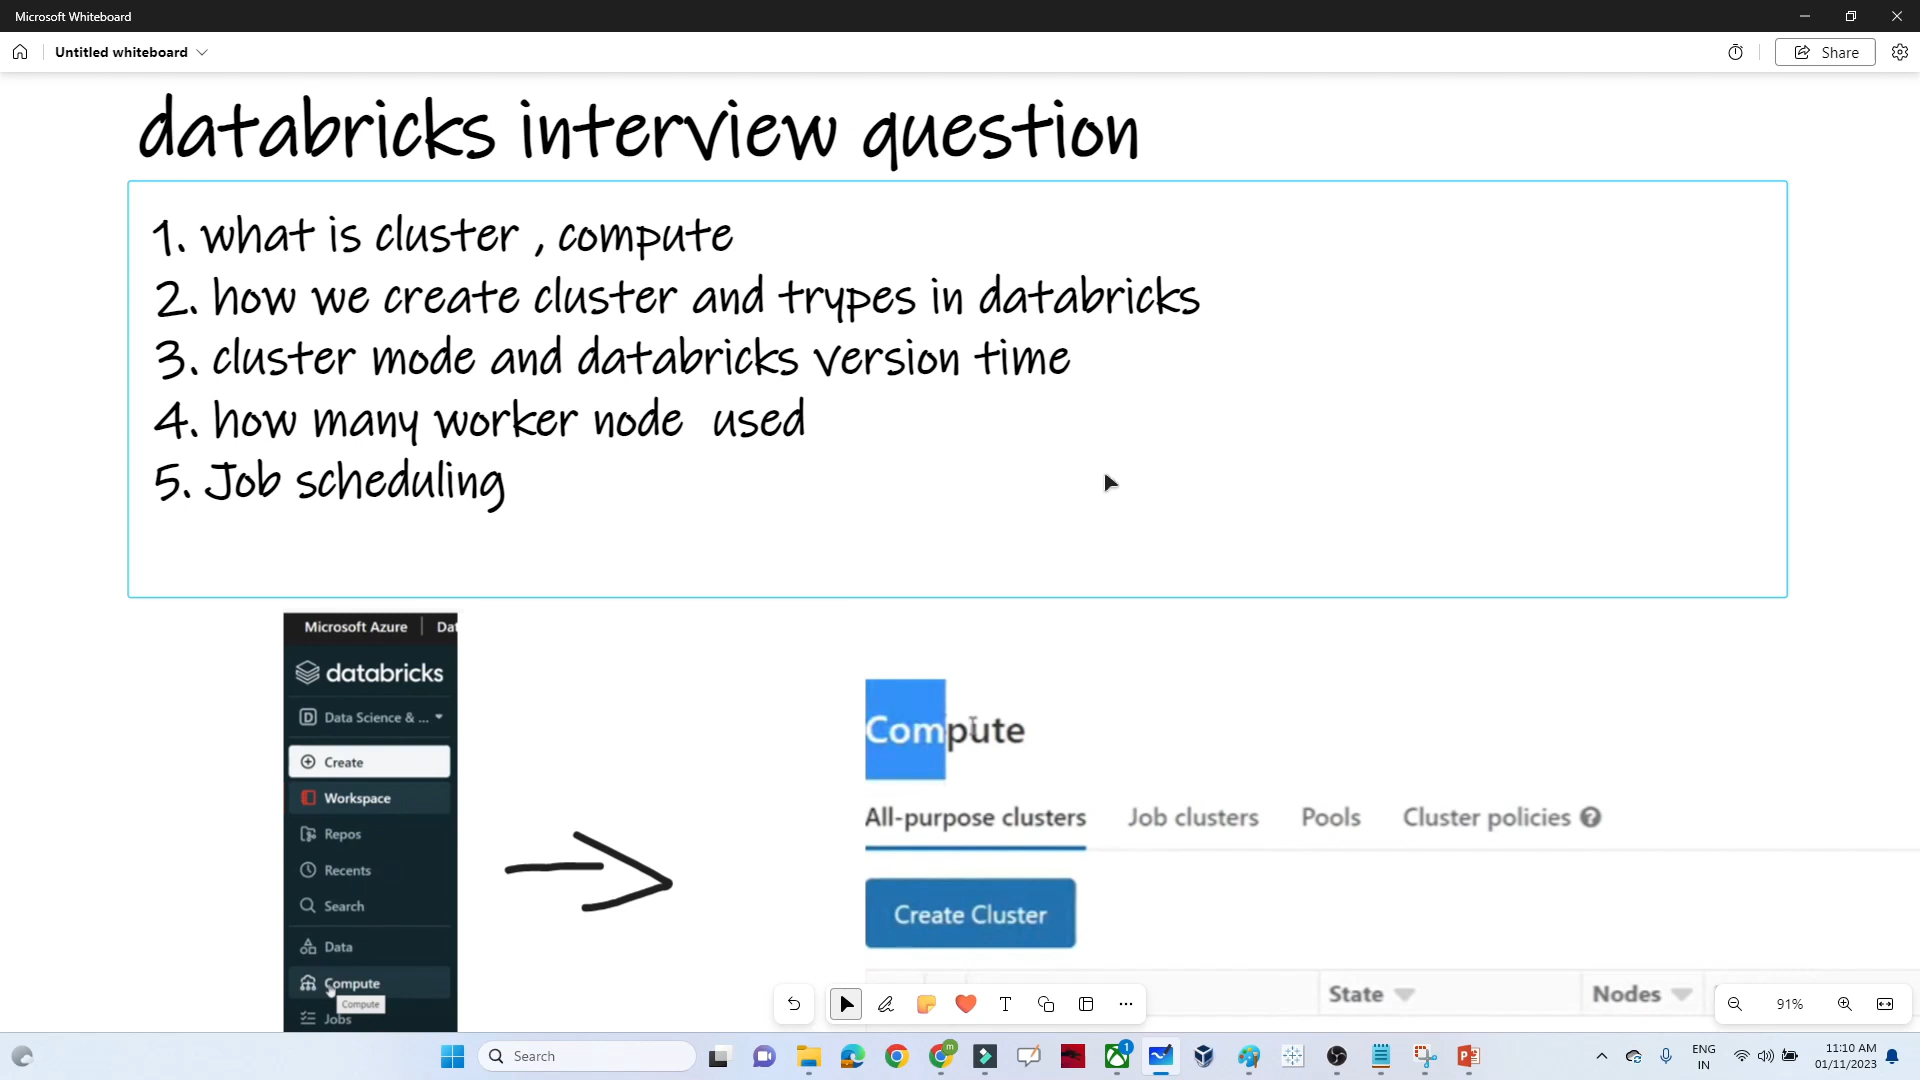 Microsoft Whiteboard
Untitled whiteboard
Share
databricks interview question
1. what is cluster , compute
2. how we create cluster and trypes in databricks
3. cluster mode and databricks version time
4. how many worker node used
5. Job scheduling
Microsoft Azure
databricks
D Data Science & ...
Create
Workspace
Repos
Recents
Search
Data
Compute
Compute
Jobs
Compute
All-purpose clusters Job clusters Pools Cluster policies ?
Create Cluster
State Nodes
T
91%
Search
m
1
P
ENG
IN
11:10 AM
01/11/2023